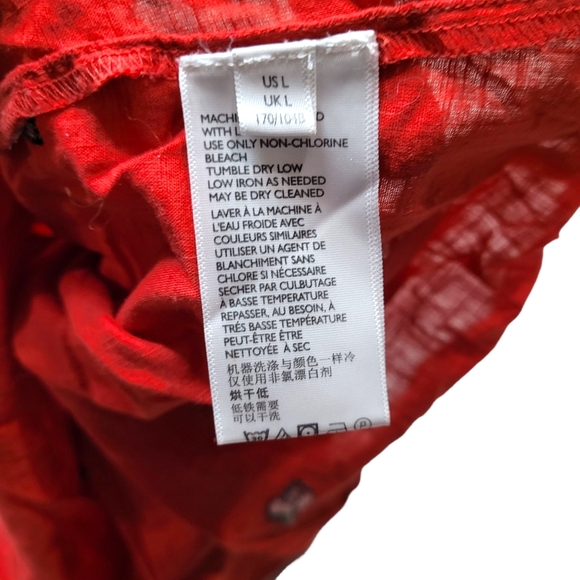 US L
UK L
170/104B
WITH
USE ONLY NON-CHLORINE
BLEACH
TUMBLE DRY LOW
LOW IRON AS NEEDED
MAY BE DRY CLEANED
LAVER À LA MACHINE À
L'EAU FROIDE AVEC
COULEURS SIMILAIRES
UTILISER UN AGENT DE
BLANCHIMENT SANS
CHLORE SI NÉCESSAIRE
SECHER PAR CULBUTAGE
À BASSE TEMPERATURE
REPASSER, AU BESOIN, À
TRÈS BASSE TEMPÉRATURE
PEUT-ÊTRE ÊTRE
NETTOYÉE À SEC
机器洗涤与颜色一样冷
仅使用非氯漂白剂
烘干低
低铁需要
可以干洗